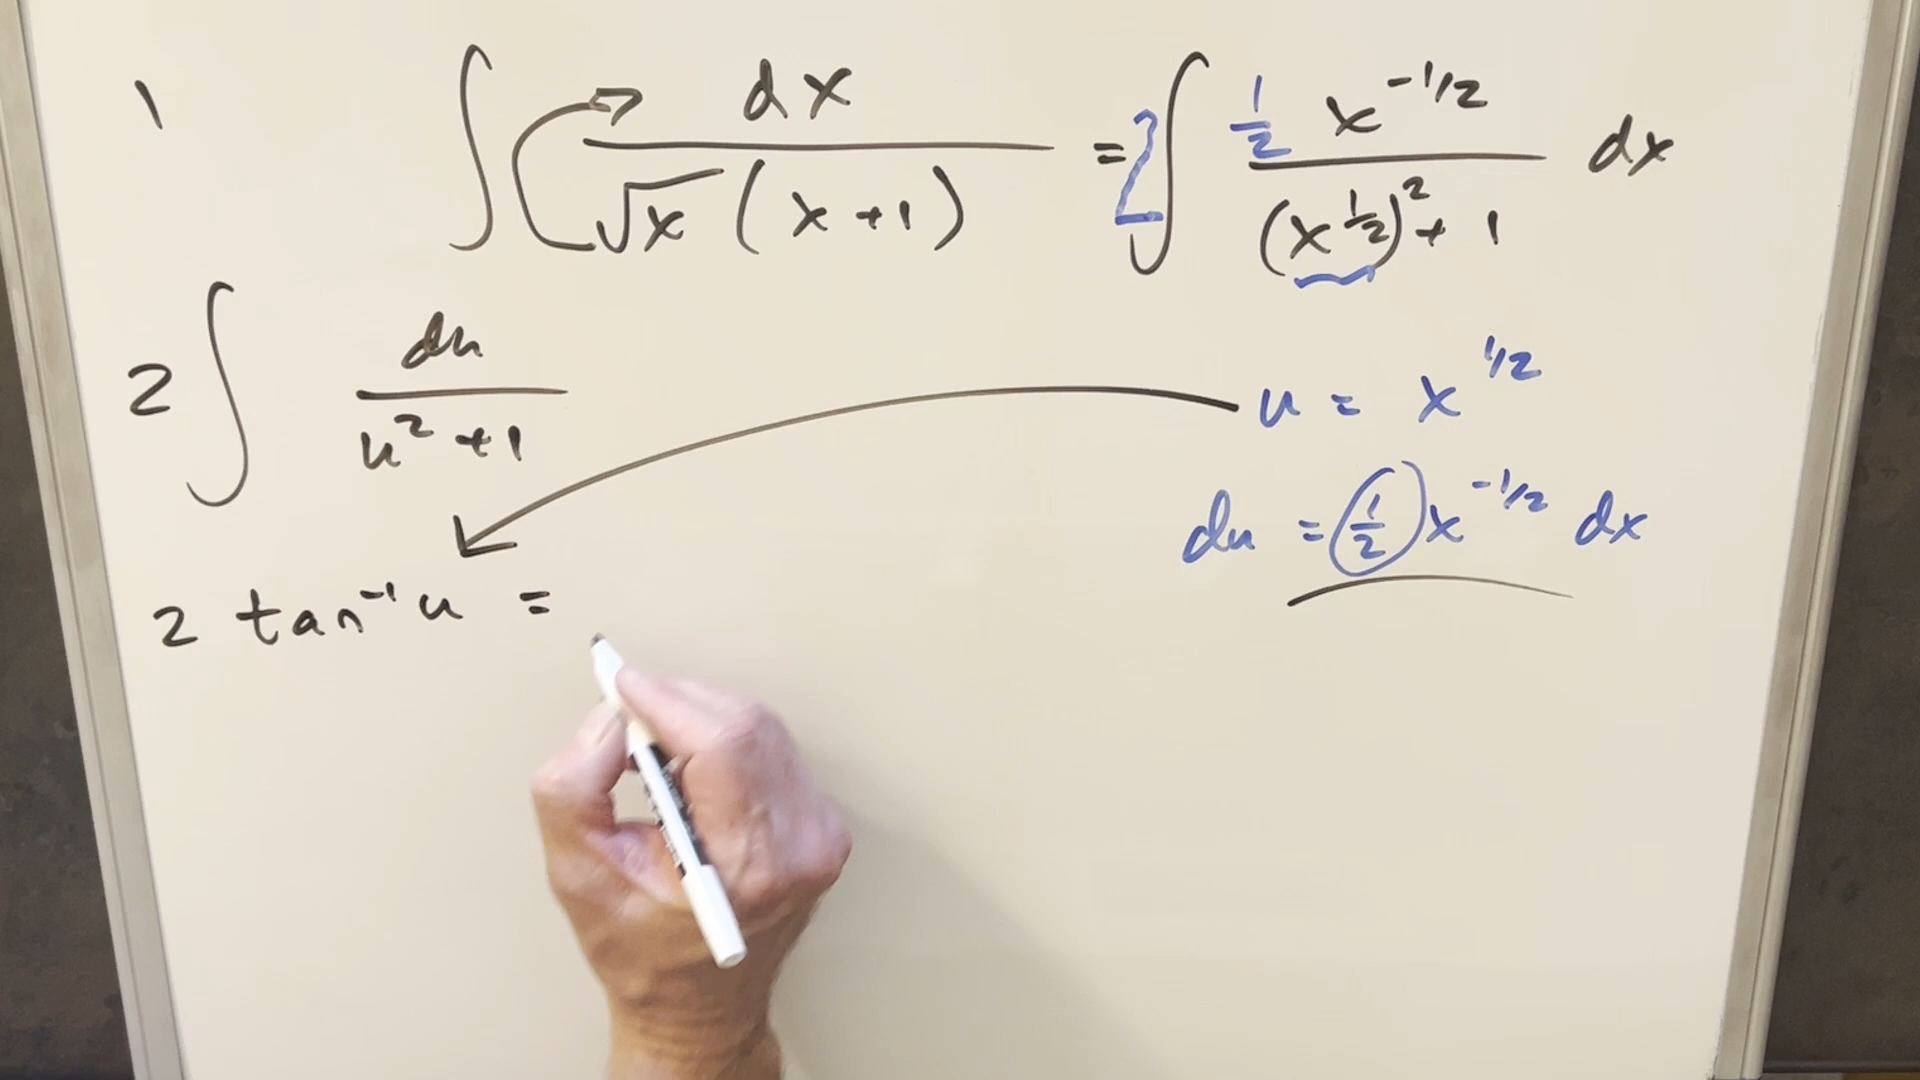 1 ∫ dx / √x (x + 1) = 2 ∫ 1/2 x^-1/2 / (x^1/2)^2 + 1 dx
2 ∫ du / u^2 + 1
u = x^1/2
du = 1/2 x^-1/2 dx
2 tan^-1 u =